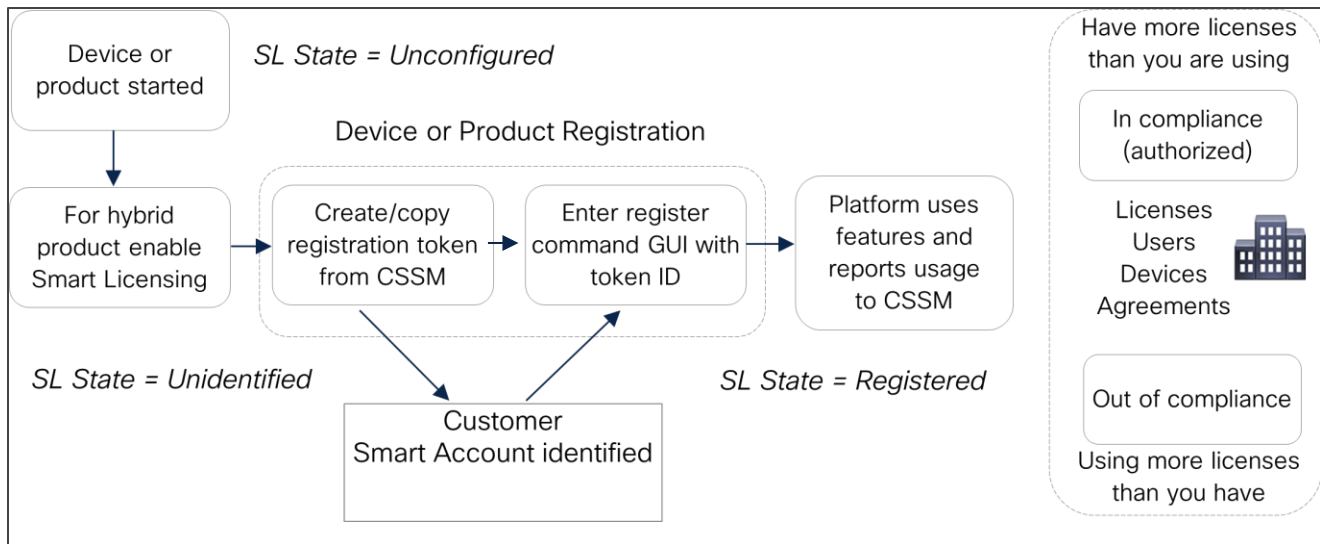 Device or
product started
SL State = Unconfigured
Device or Product Registration
For hybrid
product enable
Smart Licensing
Create/copy
registration token
from CSSM
Enter register
command GUI with
token ID
Platform uses
features and
reports usage
to CSSM
SL State = Unidentified
SL State = Registered
Customer
Smart Account identified
Have more licenses
than you are using
In compliance
(authorized)
Licenses
Users
Devices
Agreements
Out of compliance
Using more licenses
than you have